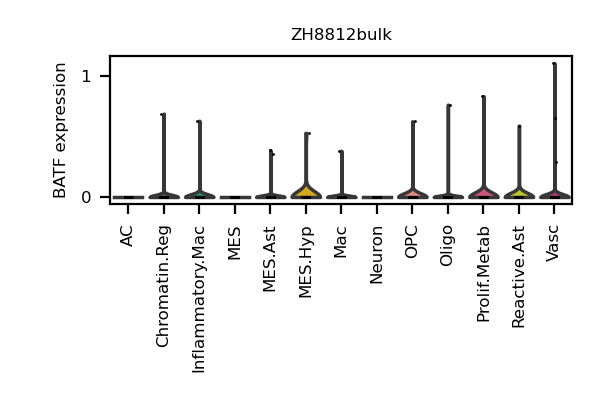 ZH8812bulk
BATF expression
1
0
AC
Chromatin.Reg
Inflammatory.Mac
MES
MES.Ast
MES.Hyp
Mac
Neuron
OPC
Oligo
Prolif.Metab
Reactive.Ast
Vasc